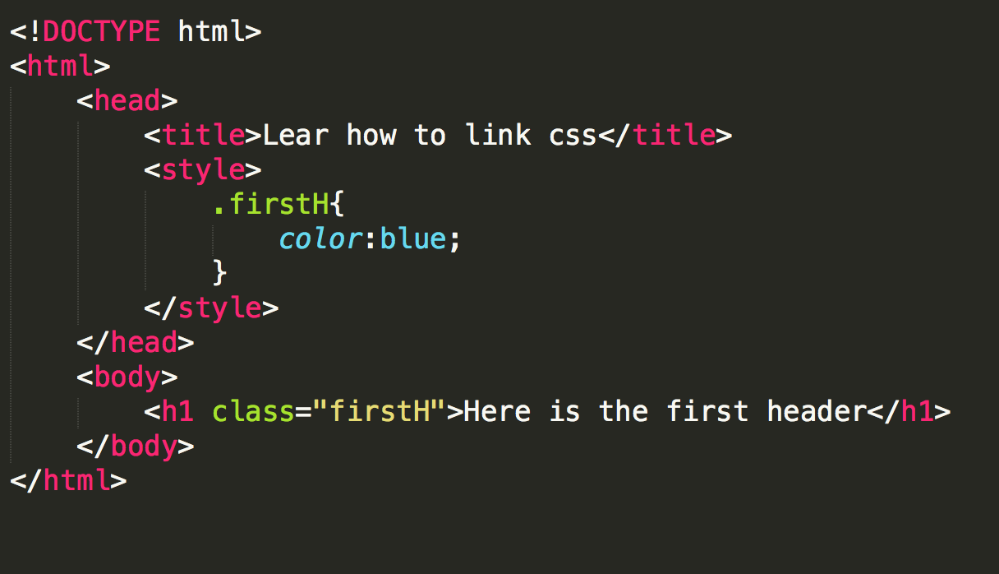 <!DOCTYPE html>
<html>
    <head>
        <title>Lear how to link css</title>
        <style>
            .firstH{
                color:blue;
            }
        </style>
    </head>
    <body>
        <h1 class="firstH">Here is the first header</h1>
    </body>
</html>